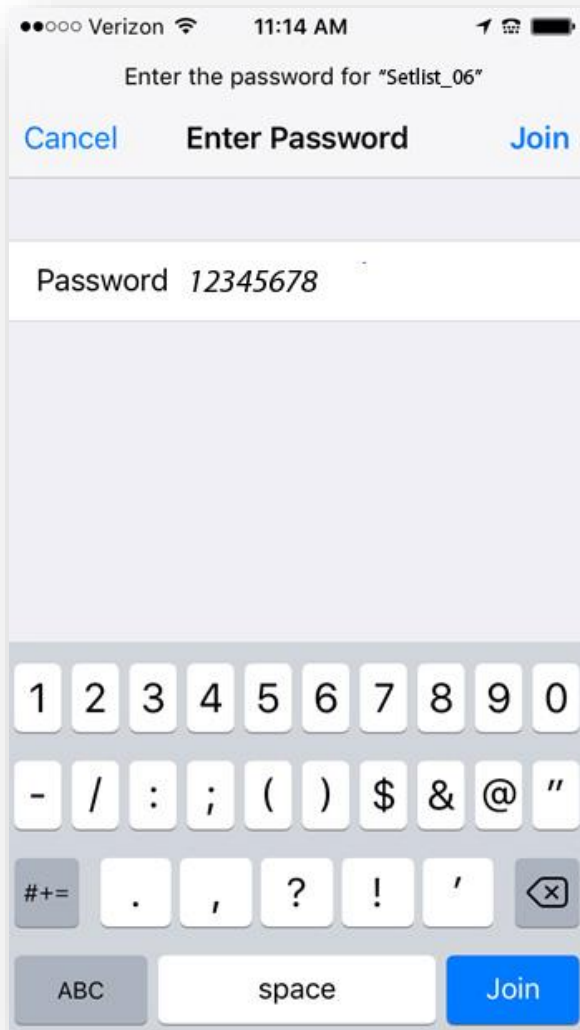 Verizon 11:14 AM
Enter the password for "Setlist_06"
Cancel Enter Password Join
Password 12345678
1 2 3 4 5 6 7 8 9 0
- / : ; ( ) $ & @ "
#+= . , ? ! '
ABC space Join